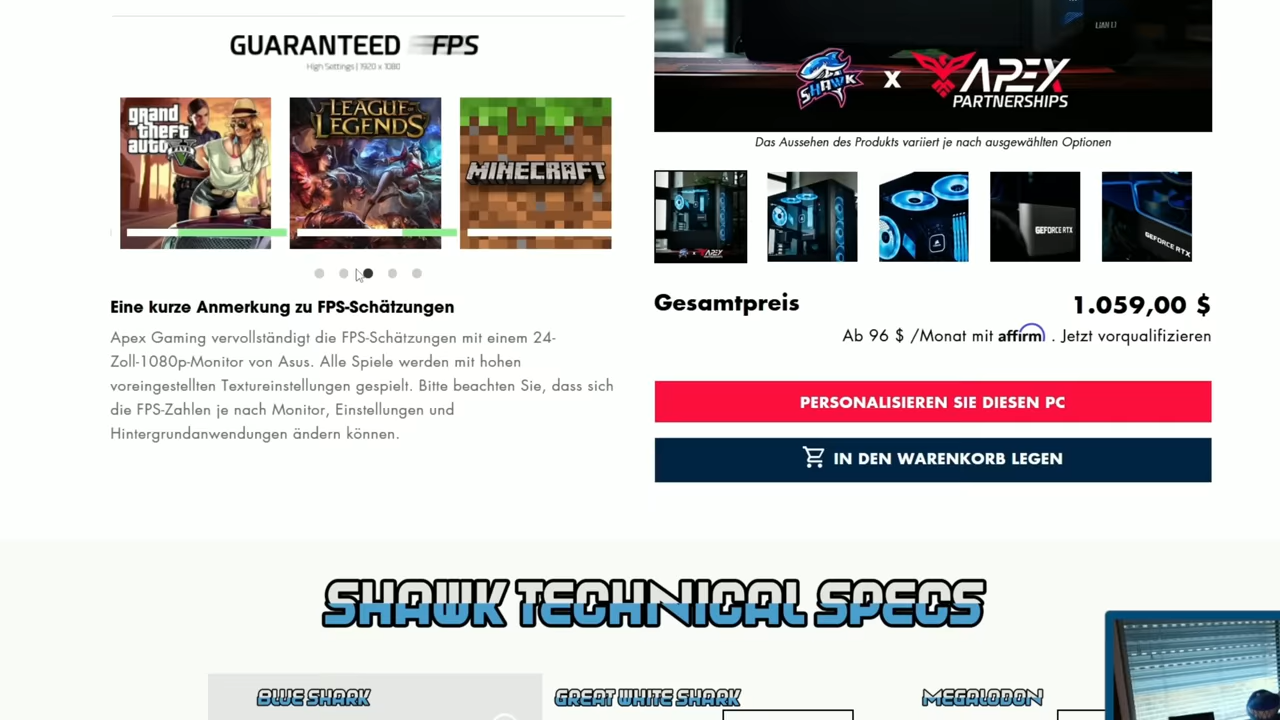 GUARANTEED FPS
High Settings | 1920 x 1080
grand
theft
auto V
LEAGUE OF
LEGENDS
MINECRAFT
Eine kurze Anmerkung zu FPS-Schätzungen
Apex Gaming vervollständigt die FPS-Schätzungen mit einem 24-
Zoll-1080p-Monitor von Asus. Alle Spiele werden mit hohen
voreingestellten Textureinstellungen gespielt. Bitte beachten Sie, dass sich
die FPS-Zahlen je nach Monitor, Einstellungen und
Hintergrundanwendungen ändern können.
LIAN LI
SHAWK X APEX
PARTNERSHIPS
Das Aussehen des Produkts variiert je nach ausgewählten Optionen
GEFORCE RTX
GEFORCE RTX
Gesamtpreis 1.059,00 $
Ab 96 $ /Monat mit affirm . Jetzt vorqualifizieren
PERSONALISIEREN SIE DIESEN PC
IN DEN WARENKORB LEGEN
SHAWK TECHNICAL SPECS
BLUE SHARK
GREAT WHITE SHARK
MEGALODON